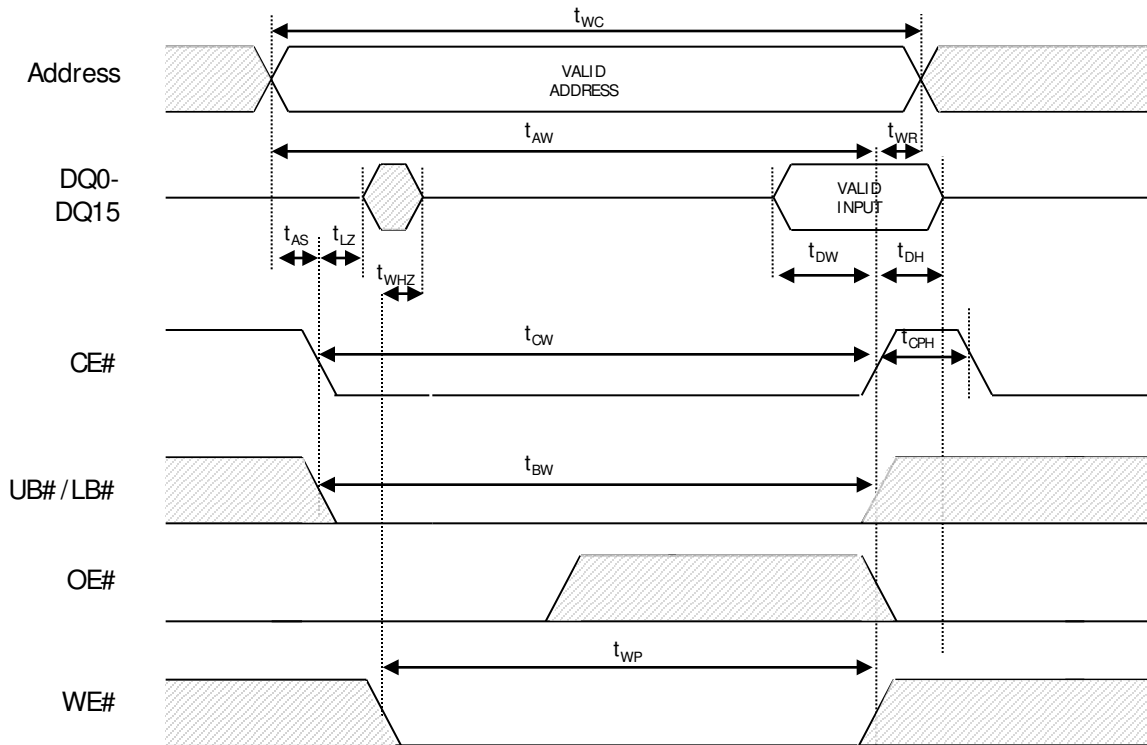 tWC
Address
VALID
ADDRESS
tAW
tWR
DQ0-
DQ15
VALID
INPUT
tAS
tLZ
tWHZ
tDW
tDH
CE#
tCW
tCPH
UB# / LB#
tBW
OE#
tWP
WE#